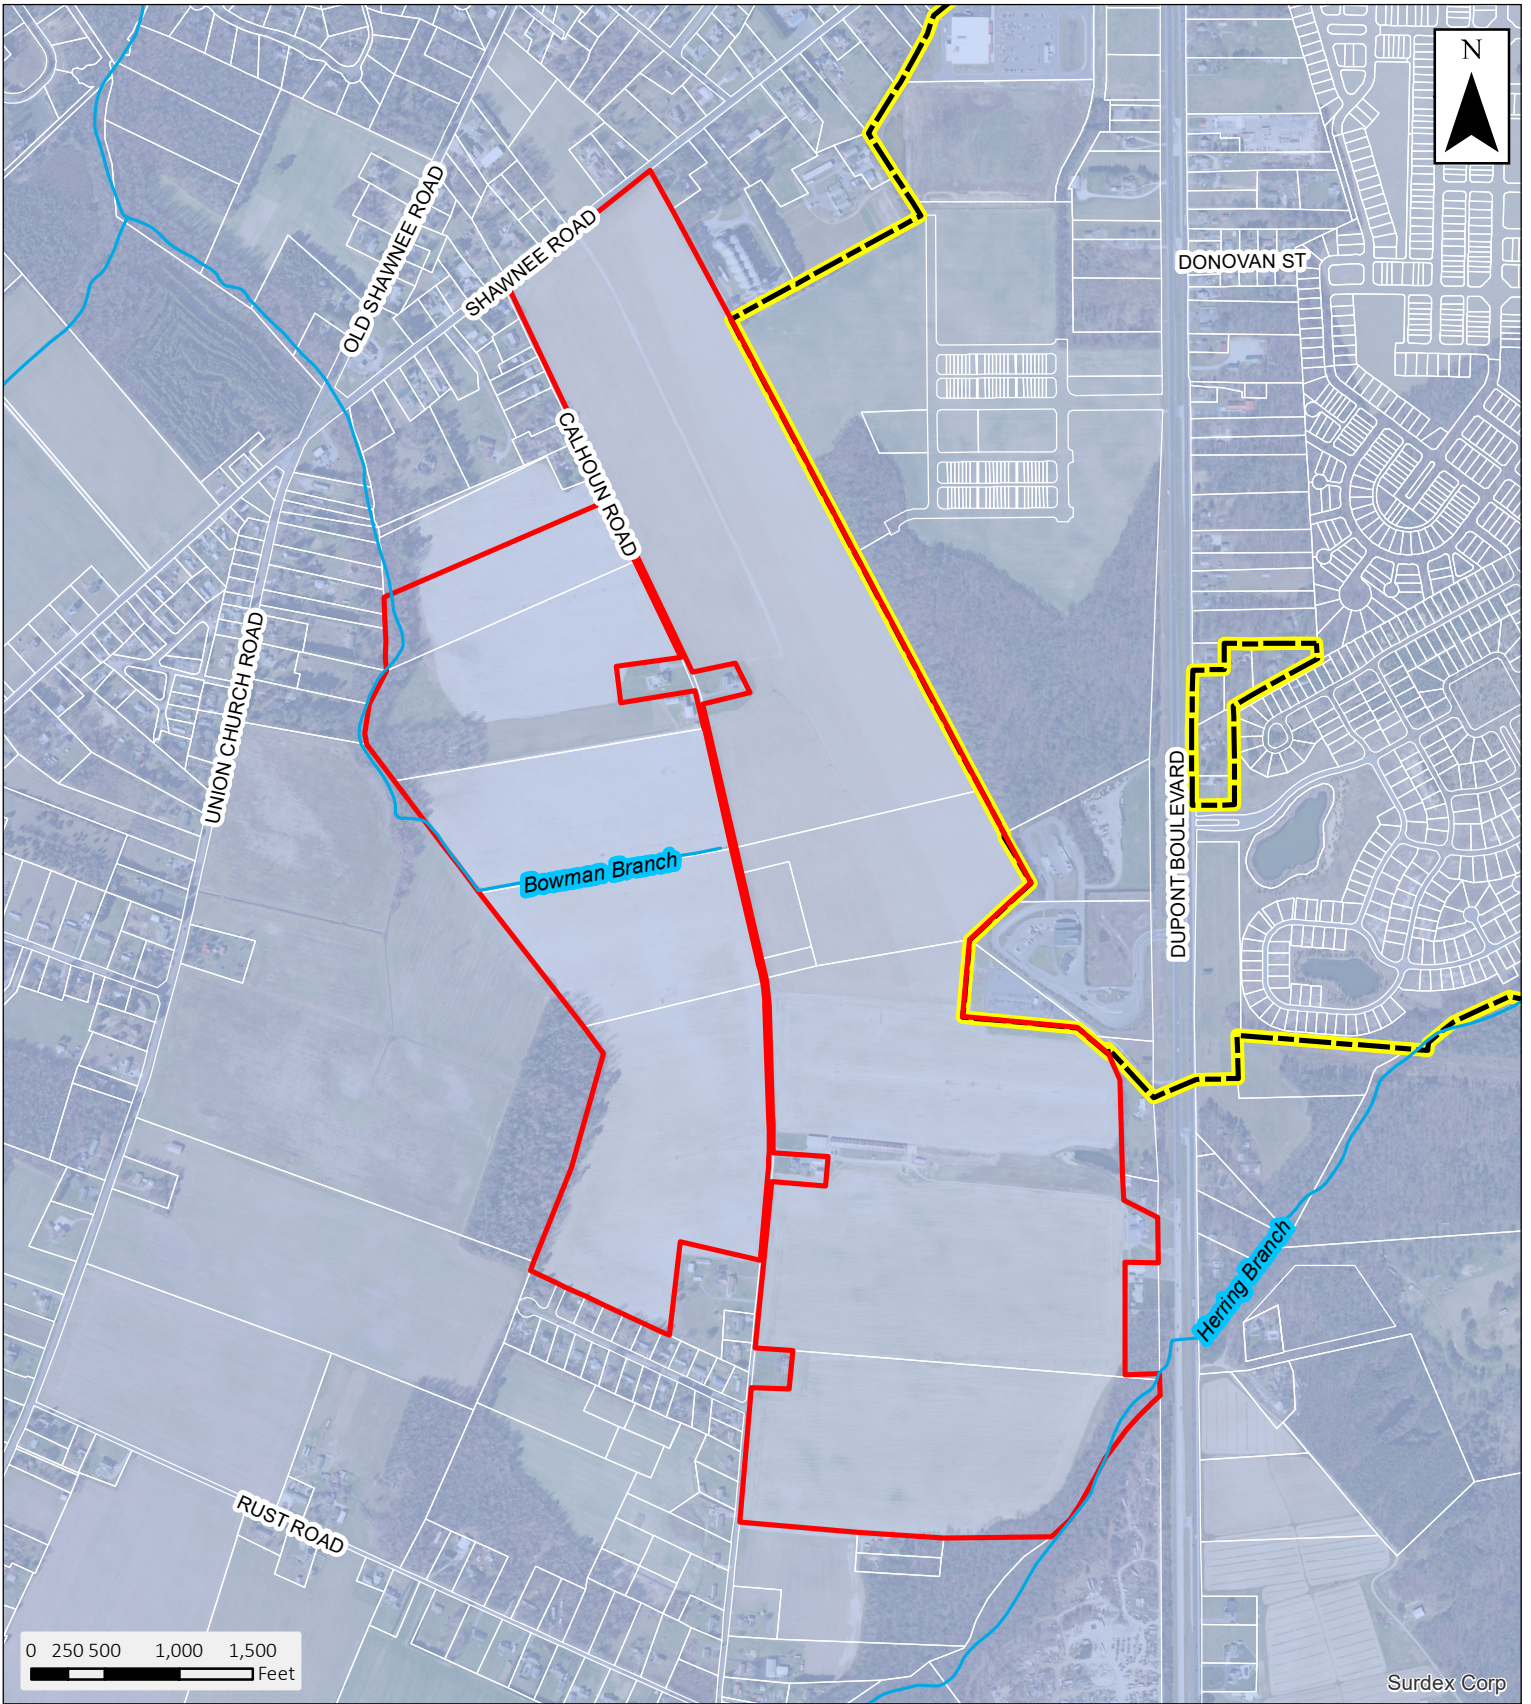 N
DONOVAN ST
OLD SHAWNEE ROAD
SHAWNEE ROAD
CALHOUN ROAD
UNION CHURCH ROAD
DUPONT BOULEVARD
Bowman Branch
Herring Branch
RUST ROAD
0 250 500 1,000 1,500
Feet
Surdex Corp